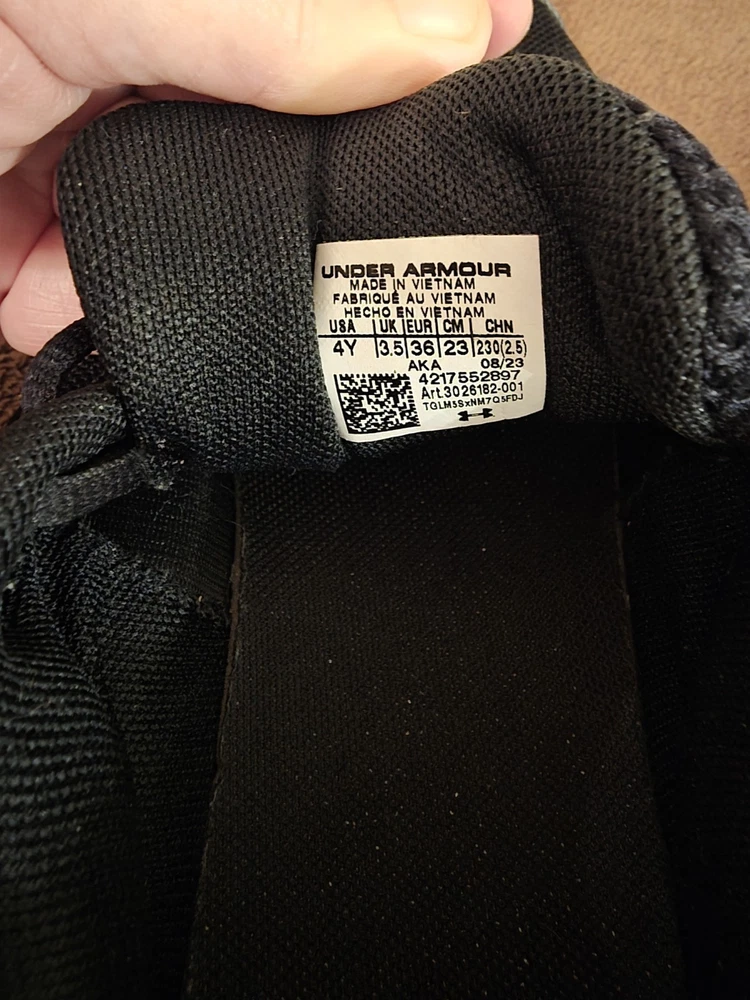 UNDER ARMOUR
MADE IN VIETNAM
FABRIQUÉ AU VIETNAM
HECHO EN VIETNAM
USA UK EUR CM CHN
4Y 3.5 36 23 230(2.5)
AKA 08/23
4217552897
Art.3026182-001
TGLM5SxNM7Q5FDJ